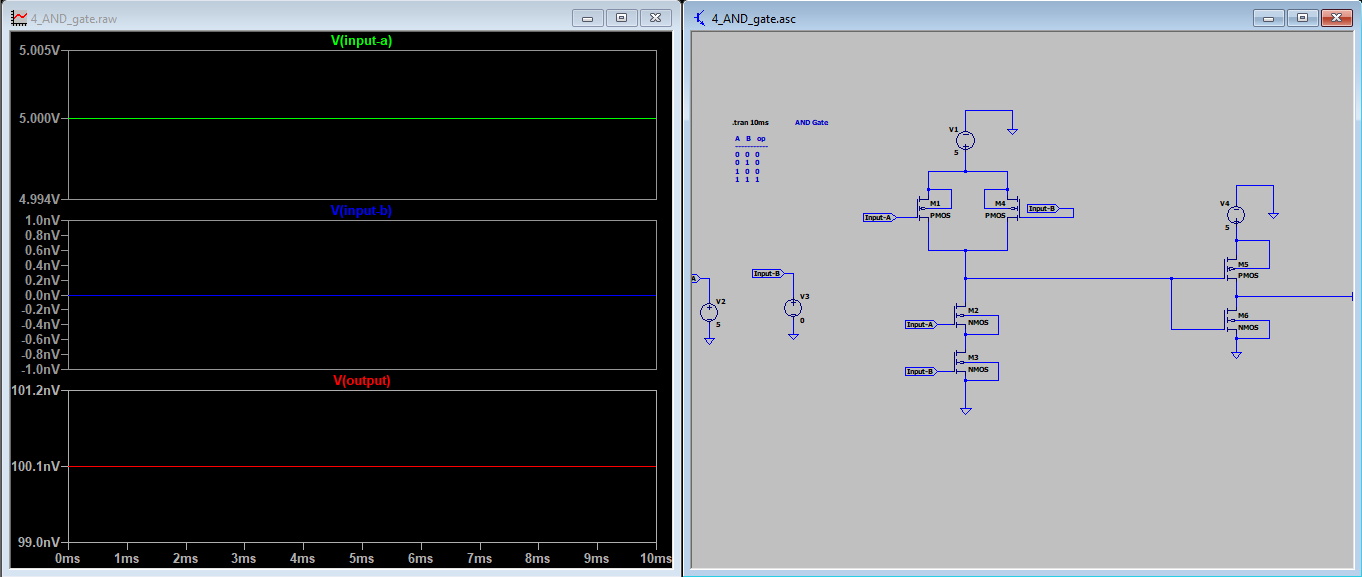 4_AND_gate.raw
V(input-a)
5.005V
5.000V
4.994V
V(input-b)
1.0nV
0.8nV
0.6nV
0.4nV
0.2nV
0.0nV
-0.2nV
-0.4nV
-0.6nV
-0.8nV
-1.0nV
V(output)
101.2nV
100.1nV
99.0nV
0ms 1ms 2ms 3ms 4ms 5ms 6ms 7ms 8ms 9ms 10ms
4_AND_gate.asc
.tran 10ms
AND Gate
A B op
-----------
0 0 0
0 1 0
1 0 0
1 1 1
V1
5
M1
PMOS
Input-A
M4
PMOS
Input-B
A
V2
5
Input-B
V3
0
M2
NMOS
Input-A
M3
NMOS
Input-B
V4
5
M5
PMOS
M6
NMOS